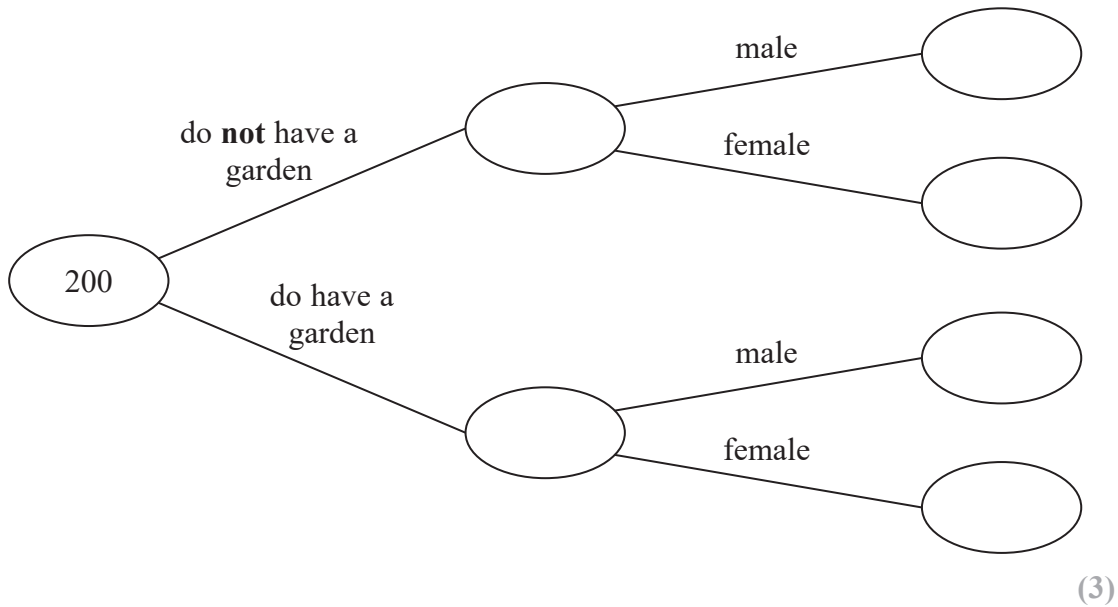 male
do not have a
garden
female
200
do have a
garden
male
female
(3)